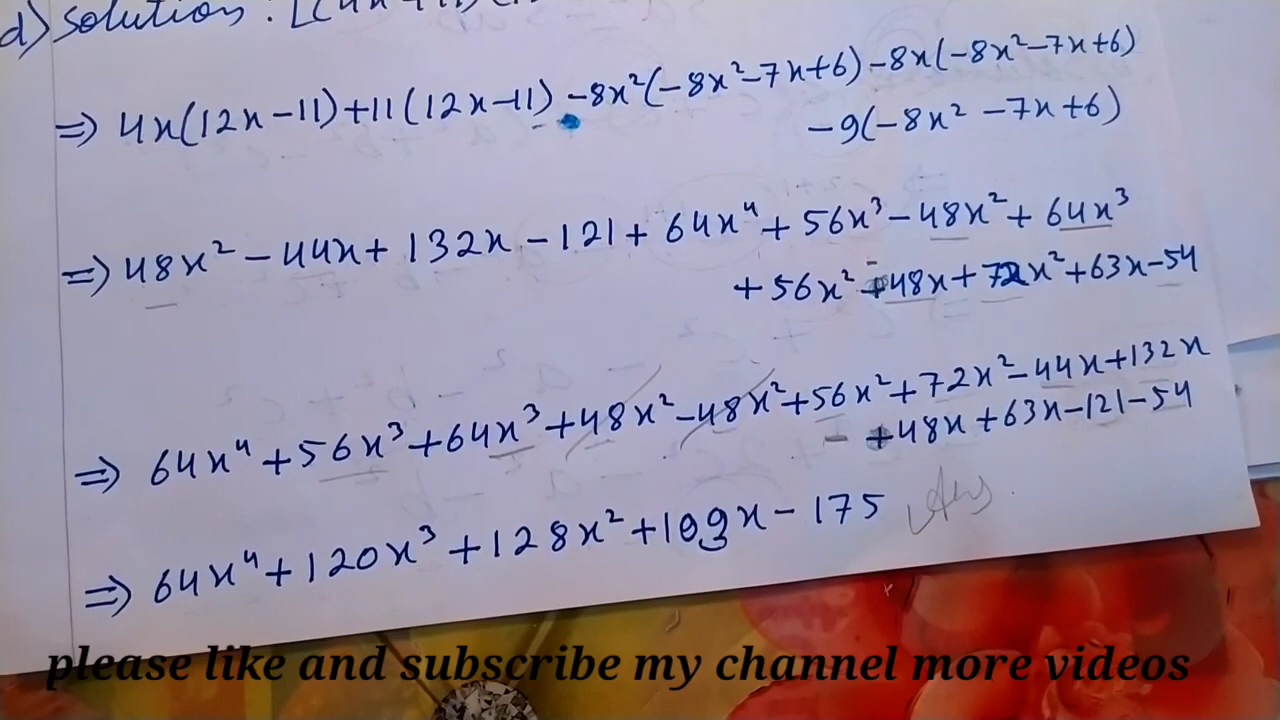 d) Solution : [(4x+11)(
⇒ 4x(12x-11)+11(12x-11)-8x²(-8x²-7x+6)-8x(-8x²-7x+6)
-9(-8x²-7x+6)
⇒ 48x²-44x+132x-121+64x⁴+56x³-48x²+64x³
+56x²-48x+72x²+63x-54
⇒ 64x⁴+56x³+64x³+48x²-48x²+56x²+72x²-44x+132x
-48x+63x-121-54
⇒ 64x⁴+120x³+128x²+103x-175 Ans
please like and subscribe my channel more videos